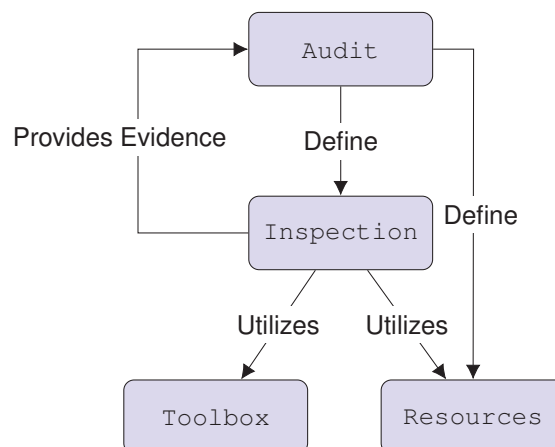 Audit
Provides Evidence
Define
Define
Inspection
Utilizes
Utilizes
Toolbox
Resources